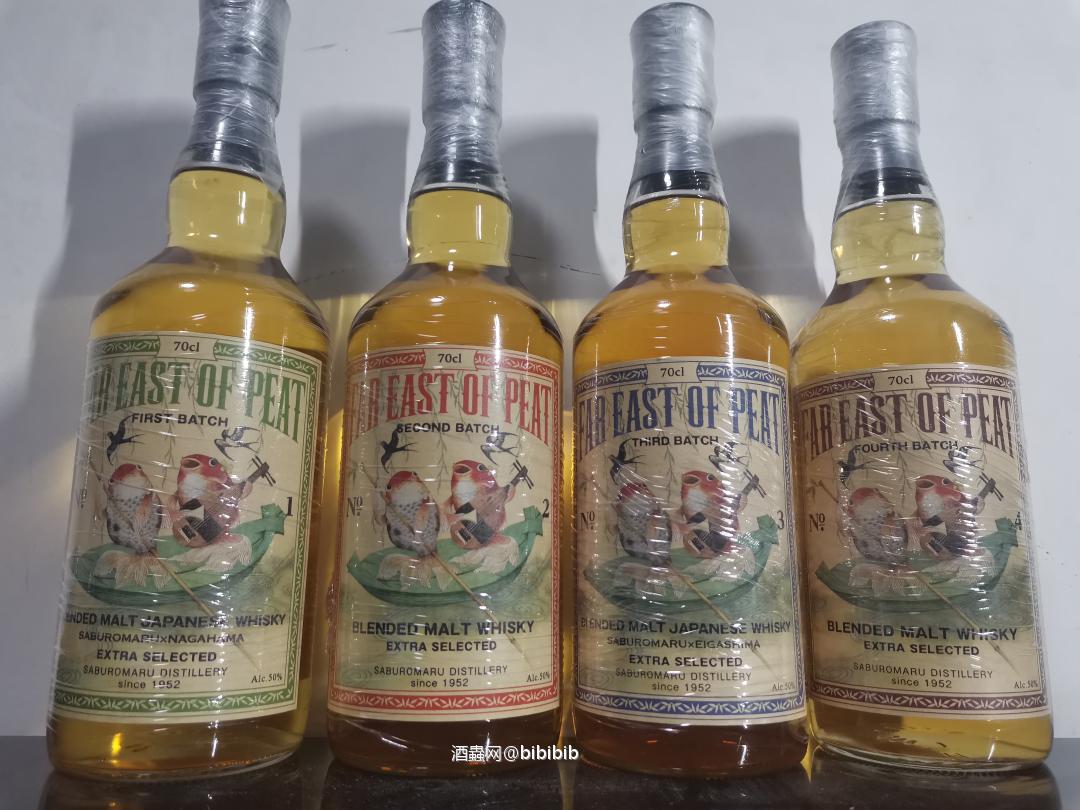 70cl
EAST OF PEAT
FIRST BATCH
1
BLENDED MALT JAPANESE WHISKY
SABUROMARU×NAGAHAMA
EXTRA SELECTED
SABUROMARU DISTILLERY
since 1952
Alc.50%
70cl
EAST OF PEAT
SECOND BATCH
Nº
2
BLENDED MALT WHISKY
EXTRA SELECTED
SABUROMARU DISTILLERY
since 1952
Alc.50%
70cl
FAR EAST OF PEAT
THIRD BATCH
Nº
3
BLENDED MALT JAPANESE WHISKY
SABUROMARU×EIGASHIMA
EXTRA SELECTED
SABUROMARU DISTILLERY
since 1952
Alc.50%
70cl
FAR EAST OF PEAT
FOURTH BATCH
Nº
4
BLENDED MALT WHISKY
EXTRA SELECTED
SABUROMARU DISTILLERY
since 1952
Alc.50%
酒蟲网@bibibib